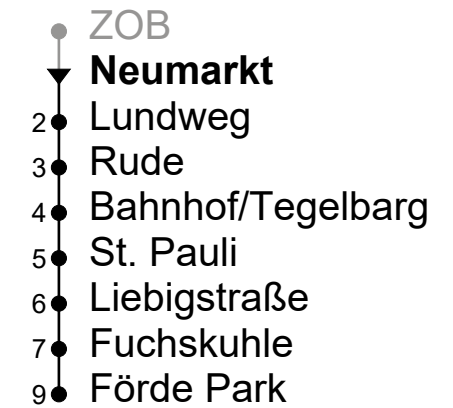 ZOB
Neumarkt
2 Lundweg
3 Rude
4 Bahnhof/Tegelbarg
5 St. Pauli
6 Liebigstraße
7 Fuchskuhle
9 Förde Park